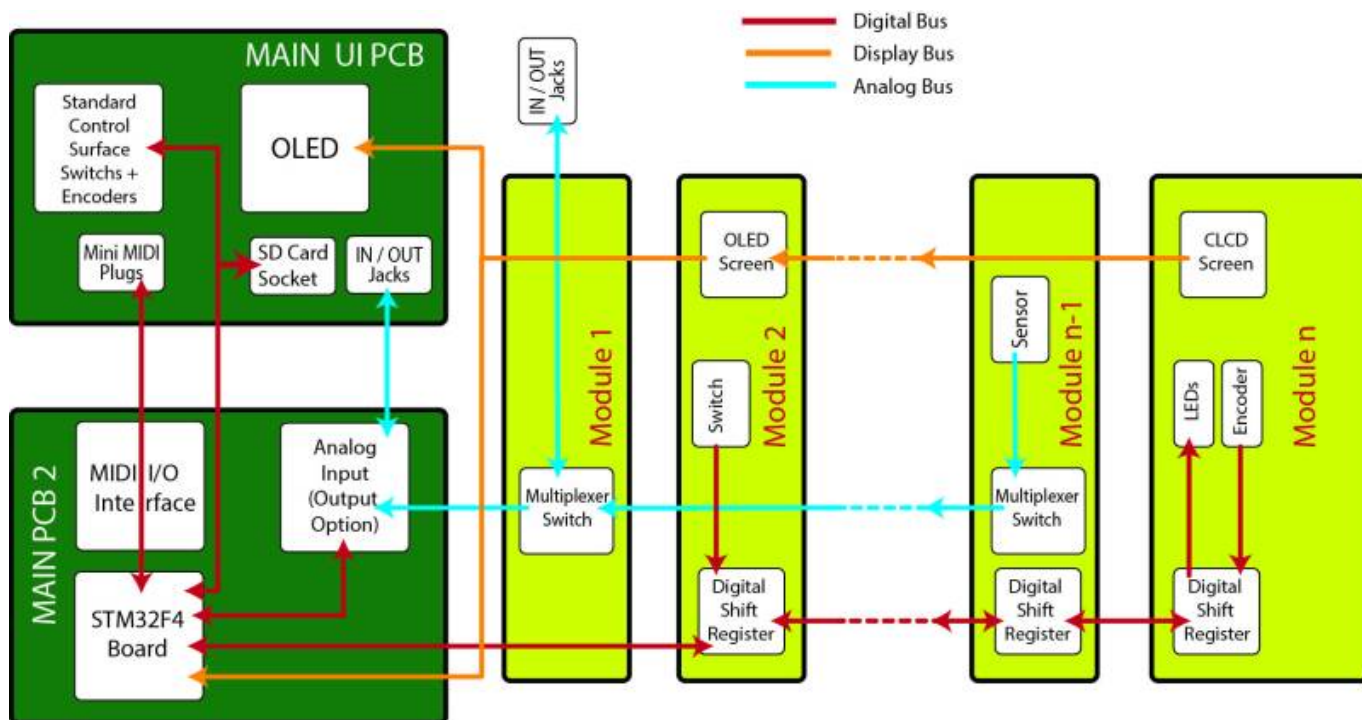 Digital Bus
Display Bus
Analog Bus
MAIN UI PCB
Standard
Control
Surface
Switchs +
Encoders
OLED
Mini MIDI
Plugs
SD Card
Socket
IN / OUT
Jacks
IN / OUT
Jacks
MAIN PCB 2
MIDI I/O
Interface
Analog
Input
(Output
Option)
STM32F4
Board
Module 1
Multiplexer
Switch
Module 2
OLED
Screen
Switch
Digital
Shift
Register
Module n-1
Sensor
Multiplexer
Switch
Digital
Shift
Register
Module n
CLCD
Screen
LEDs
Encoder
Digital
Shift
Register